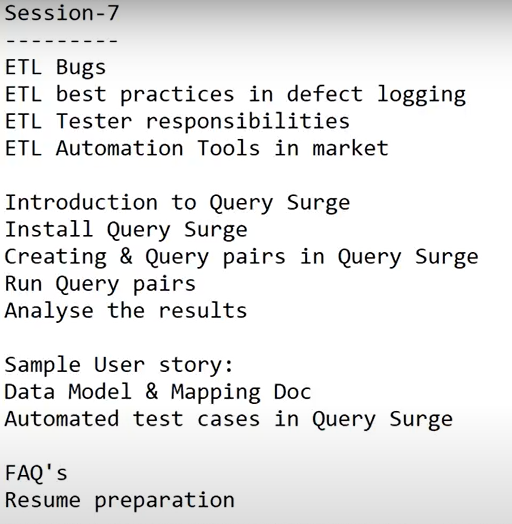 Session-7
---------
ETL Bugs
ETL best practices in defect logging
ETL Tester responsibilities
ETL Automation Tools in market
Introduction to Query Surge
Install Query Surge
Creating & Query pairs in Query Surge
Run Query pairs
Analyse the results
Sample User story:
Data Model & Mapping Doc
Automated test cases in Query Surge
FAQ's
Resume preparation